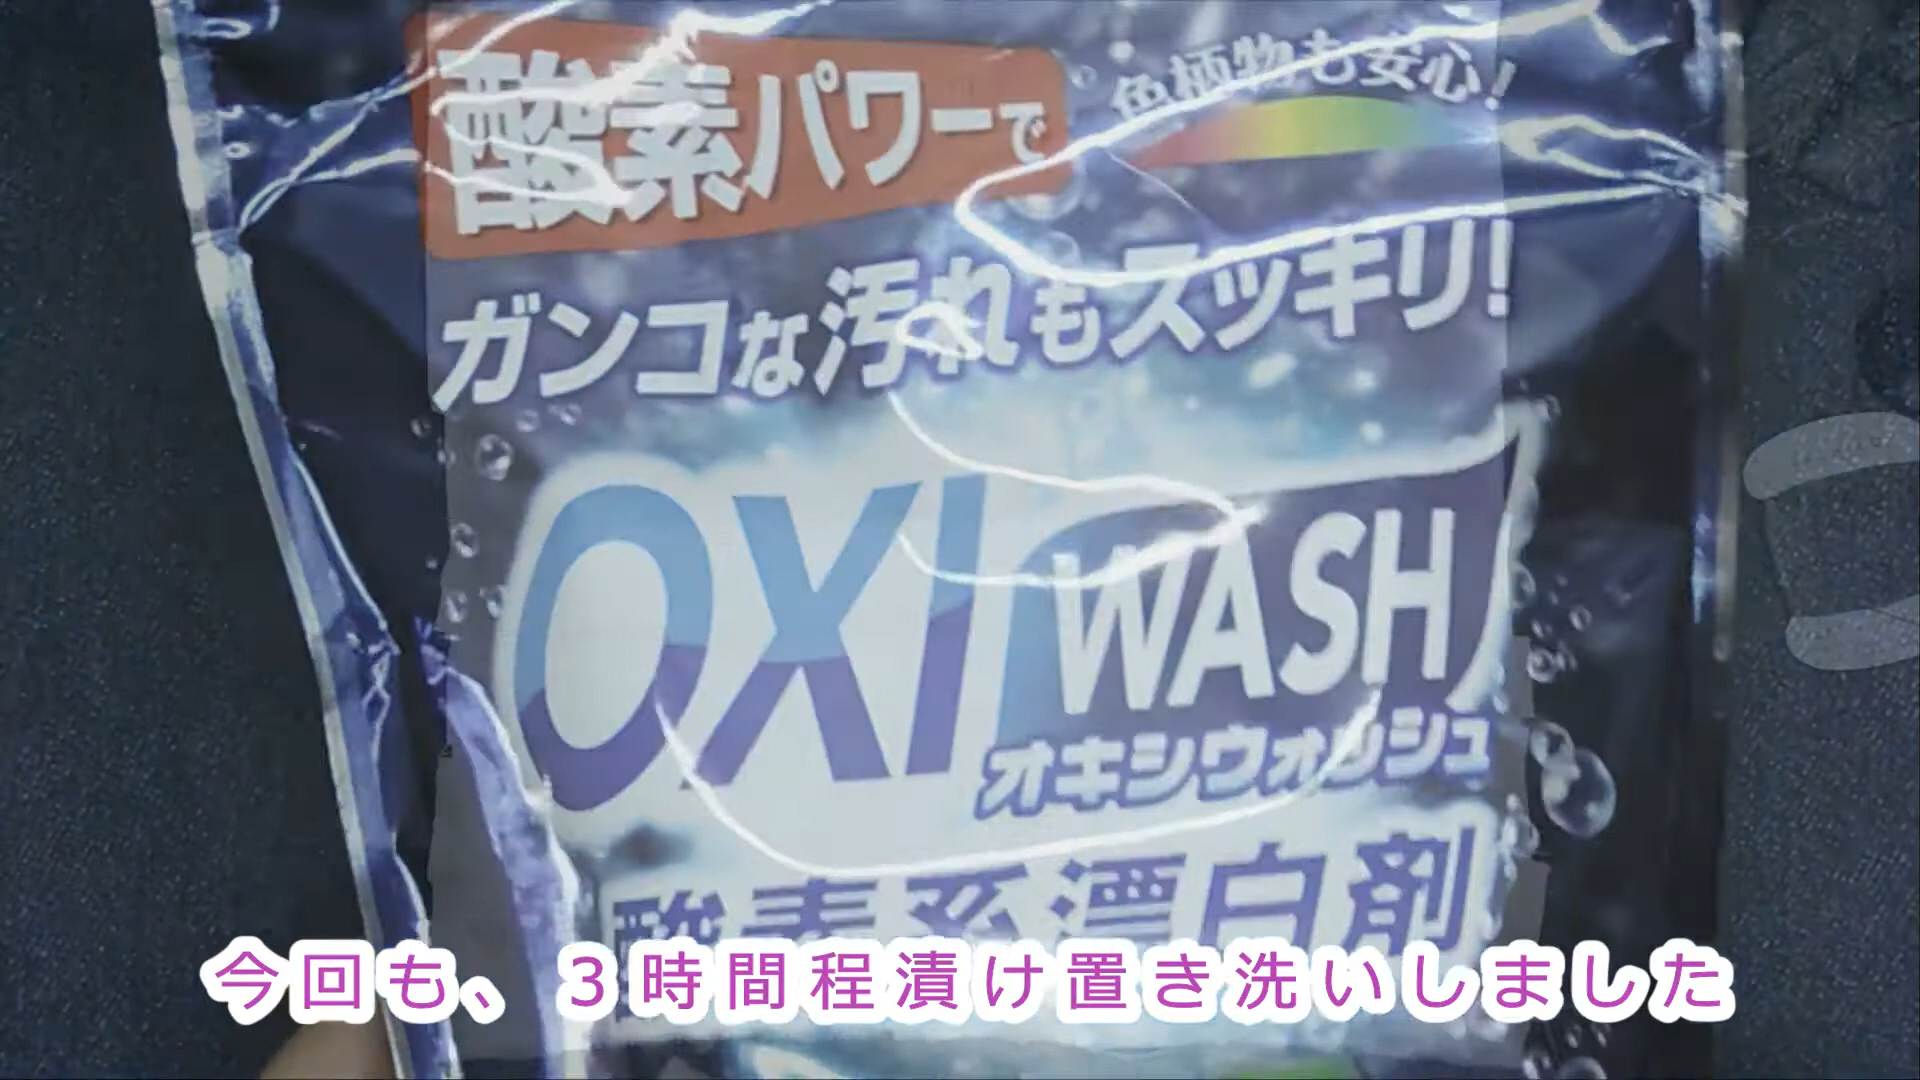 酸素パワーで
色柄物も安心!
ガンコな汚れもスッキリ!
OXI WASH
オキシウォッシュ
酸素系漂白剤
今回も、3時間程漬け置き洗いしました